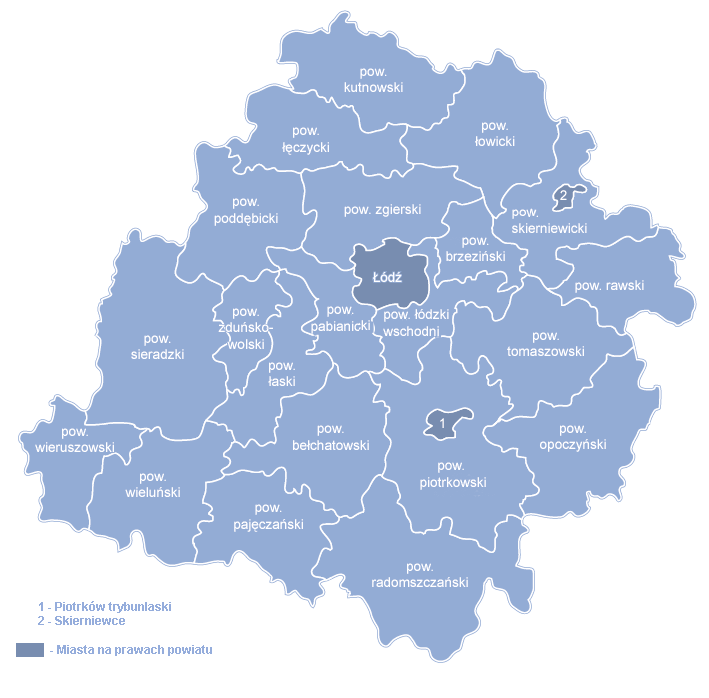 pow.
kutnowski
pow.
łęczycki
pow.
łowicki
pow.
poddębicki
pow. zgierski
2
pow.
skierniewicki
pow.
brzeziński
Łódź
pow. rawski
pow.
zduńsko-
wolski
pow.
pabianicki
pow. łódzki
wschodni
pow.
sieradzki
pow.
tomaszowski
pow.
łaski
1
pow.
wieruszowski
pow.
bełchatowski
pow.
opoczyński
pow.
wieluński
pow.
piotrkowski
pow.
pajęczański
pow.
radomszczański
1 - Piotrków trybunlaski
2 - Skierniewce
- Miasta na prawach powiatu